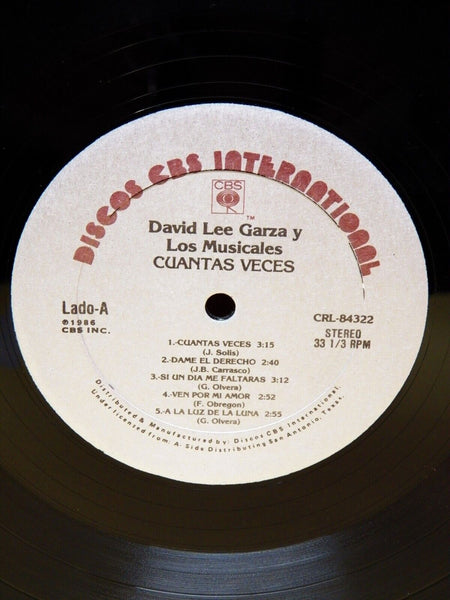 DISCOS CBS INTERNATIONAL
CBS
TM
David Lee Garza y
Los Musicales
CUANTAS VECES
Lado-A
℗1986
CBS INC.
CRL-84322
STEREO
33 1/3 RPM
1.-CUANTAS VECES 3:15
(J. Solis)
2.-DAME EL DERECHO 2:40
(J.B. Carrasco)
3.-SI UN DIA ME FALTARAS 3:12
(G. Olvera)
4.-VEN POR MI AMOR 2:52
(F. Obregon)
5.-A LA LUZ DE LA LUNA 2:55
(G. Olvera)
Distributed & Manufactured by: Discos CBS International.
Under licensed from: A. Side Distributing San Antonio, Texas.